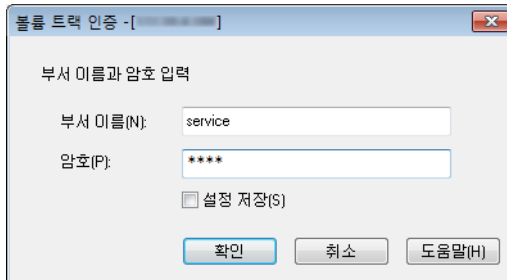 볼륨 트랙 인증 -[ ]
부서 이름과 암호 입력
부서 이름(N): service
암호(P): ****
설정 저장(S)
확인 취소 도움말(H)